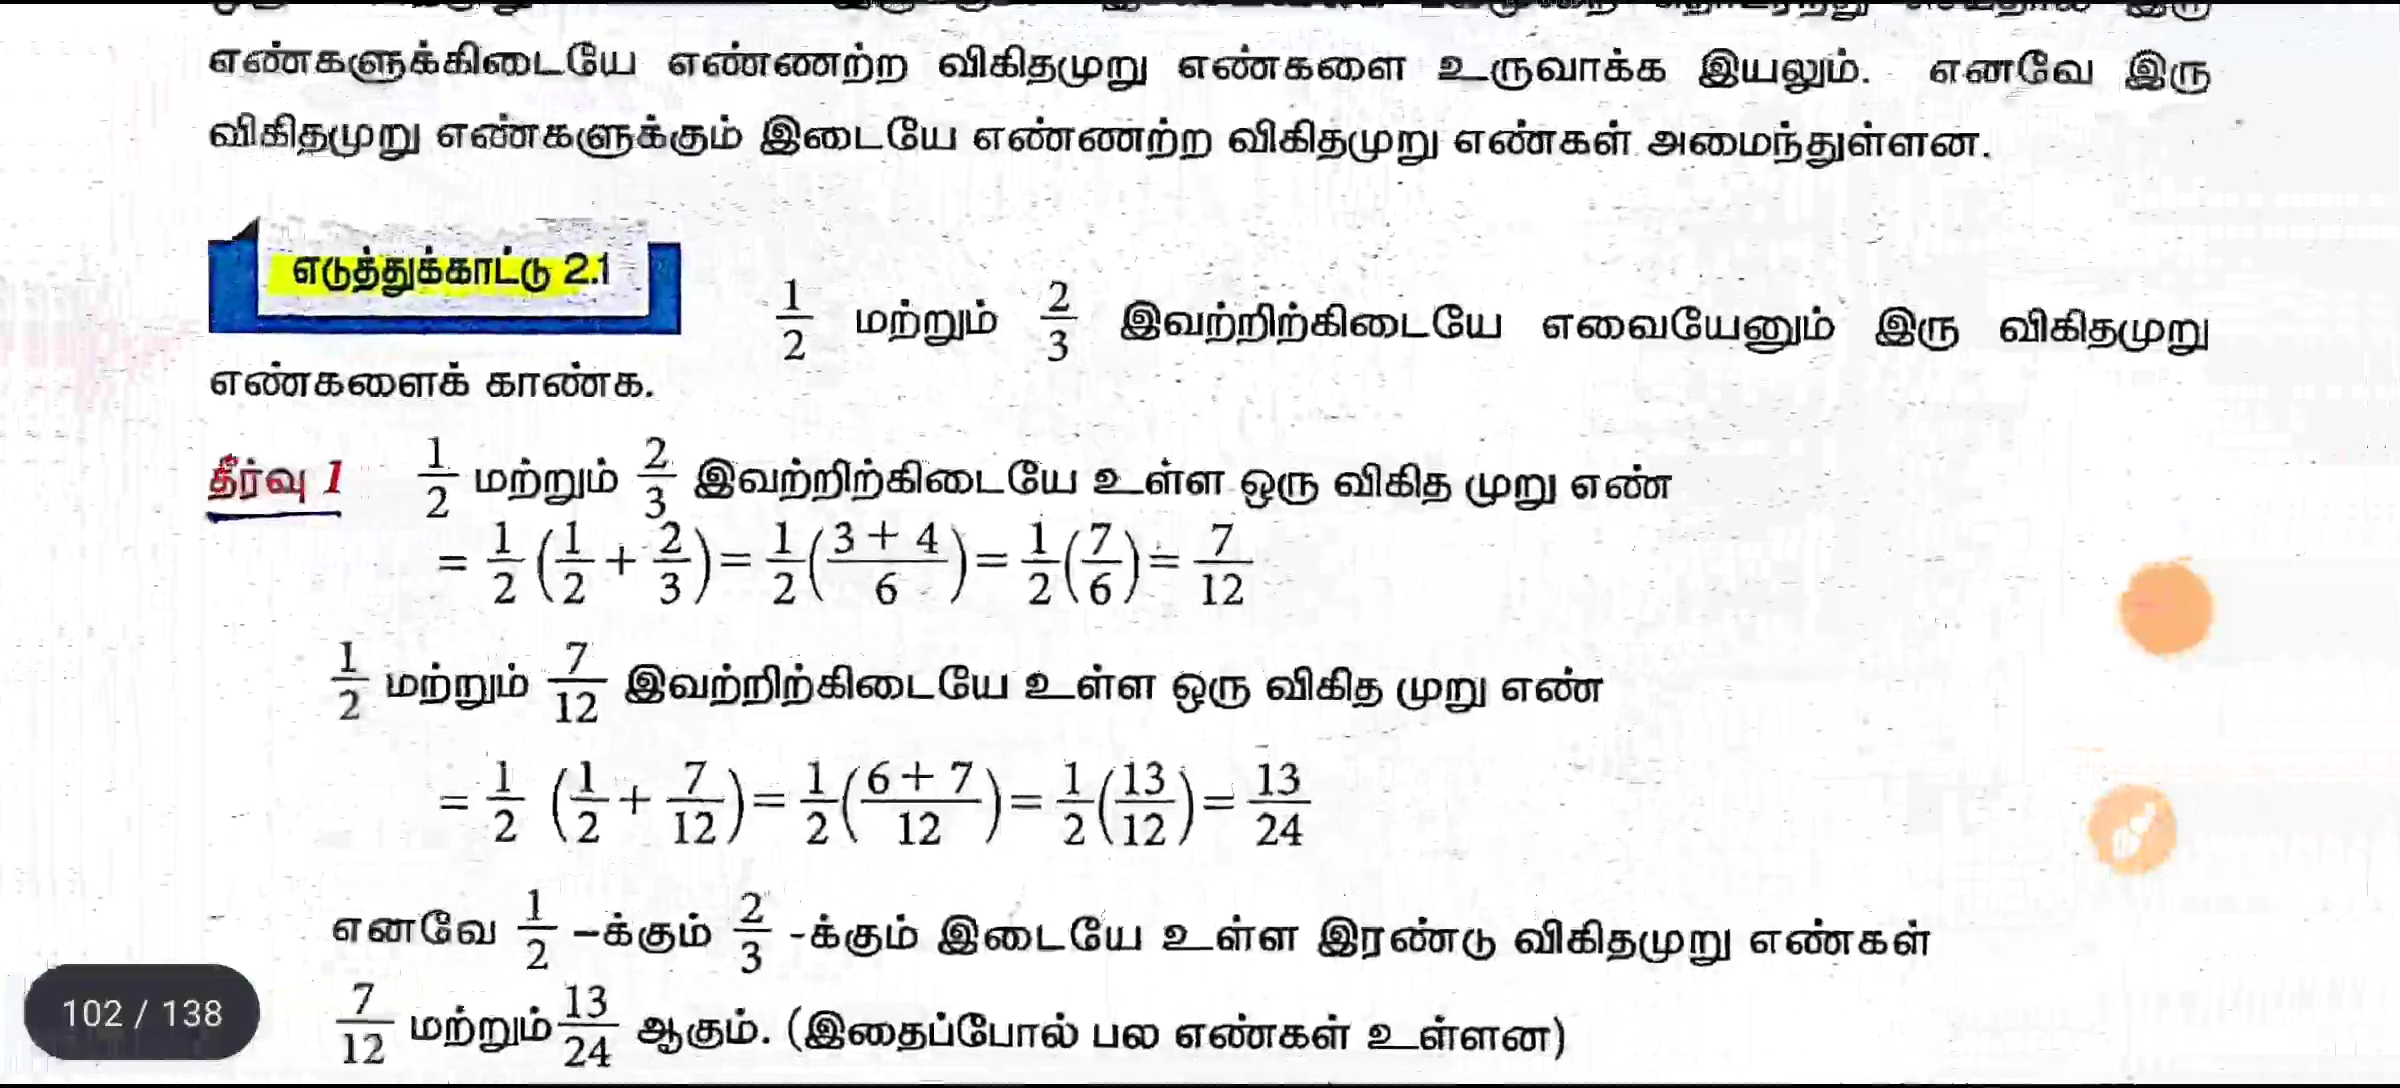 எண்களுக்கிடையே எண்ணற்ற விகிதமுறு எண்களை உருவாக்க இயலும். எனவே இரு
விகிதமுறு எண்களுக்கும் இடையே எண்ணற்ற விகிதமுறு எண்கள் அமைந்துள்ளன.
எடுத்துக்காட்டு 2.1
1/2 மற்றும் 2/3 இவற்றிற்கிடையே எவையேனும் இரு விகிதமுறு
எண்களைக் காண்க.
தீர்வு 1 1/2 மற்றும் 2/3 இவற்றிற்கிடையே உள்ள ஒரு விகித முறு எண்
= 1/2 (1/2 + 2/3) = 1/2 ((3 + 4)/6) = 1/2 (7/6) = 7/12
1/2 மற்றும் 7/12 இவற்றிற்கிடையே உள்ள ஒரு விகித முறு எண்
= 1/2 (1/2 + 7/12) = 1/2 ((6 + 7)/12) = 1/2 (13/12) = 13/24
எனவே 1/2 –க்கும் 2/3 -க்கும் இடையே உள்ள இரண்டு விகிதமுறு எண்கள்
7/12 மற்றும் 13/24 ஆகும். (இதைப்போல் பல எண்கள் உள்ளன)
102 / 138